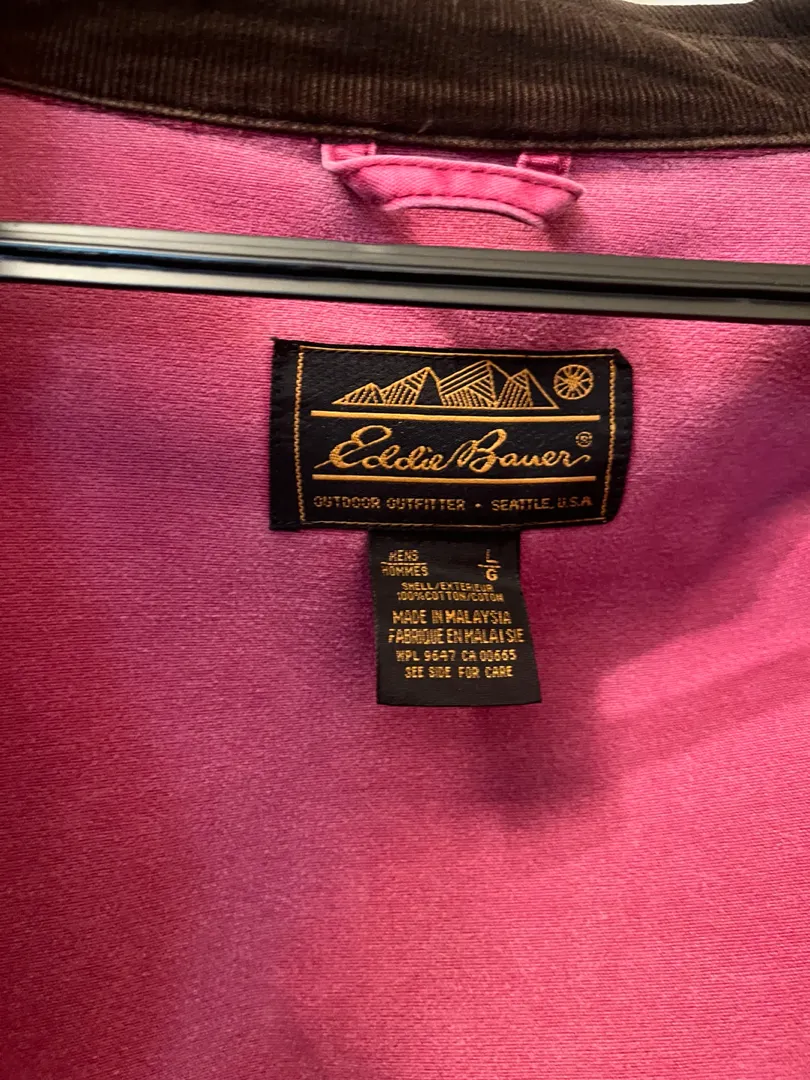 Eddie Bauer ®
OUTDOOR OUTFITTER • SEATTLE, U.S.A.
MENS L
HOMMES G
SHELL/EXTERIEUR
100%COTTON/COTON
MADE IN MALAYSIA
FABRIQUE EN MALAISIE
WPL 9647 CA 00665
SEE SIDE FOR CARE